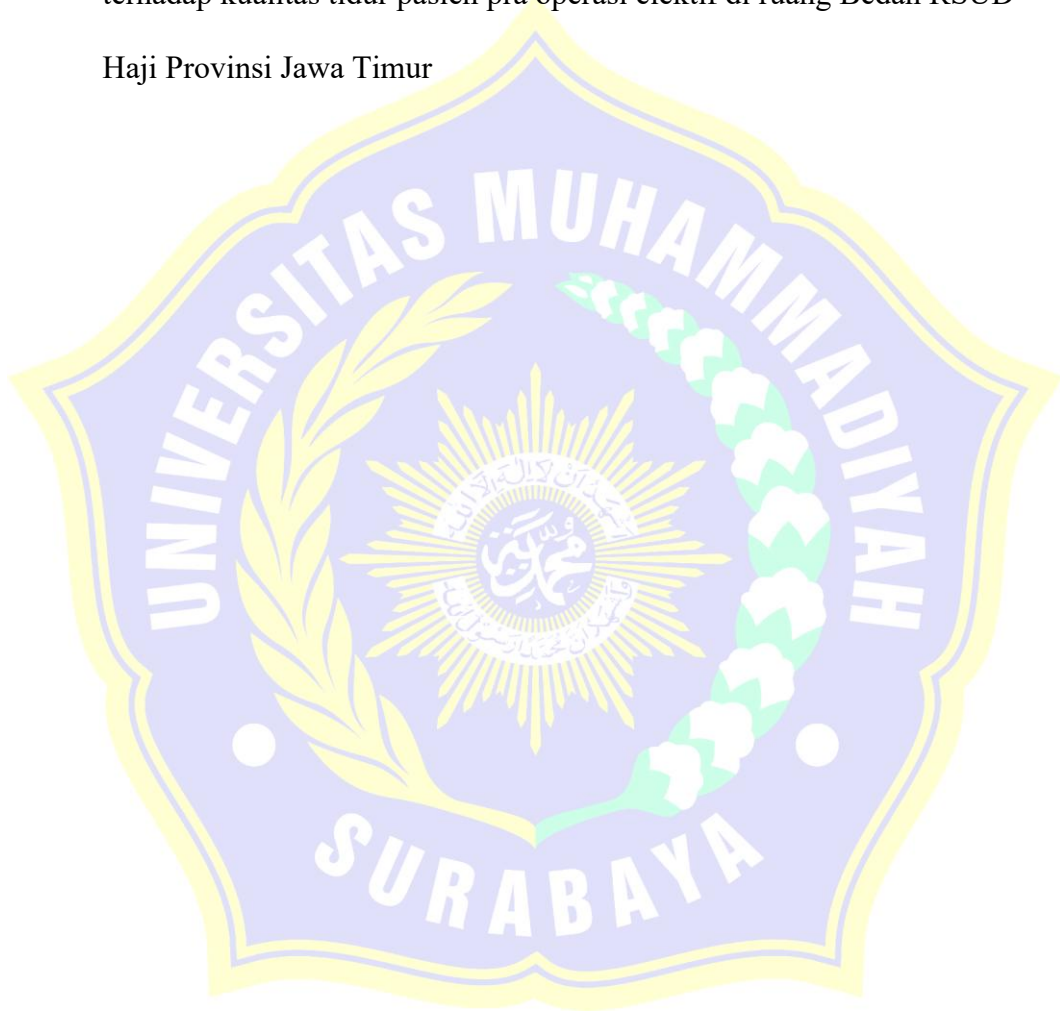 terhadap kualitas tidur pasien pra operasi elektif di ruang Bedah RSUD
Haji Provinsi Jawa Timur
UNIVERSITAS MUHAMMADIYAH
SURABAYA